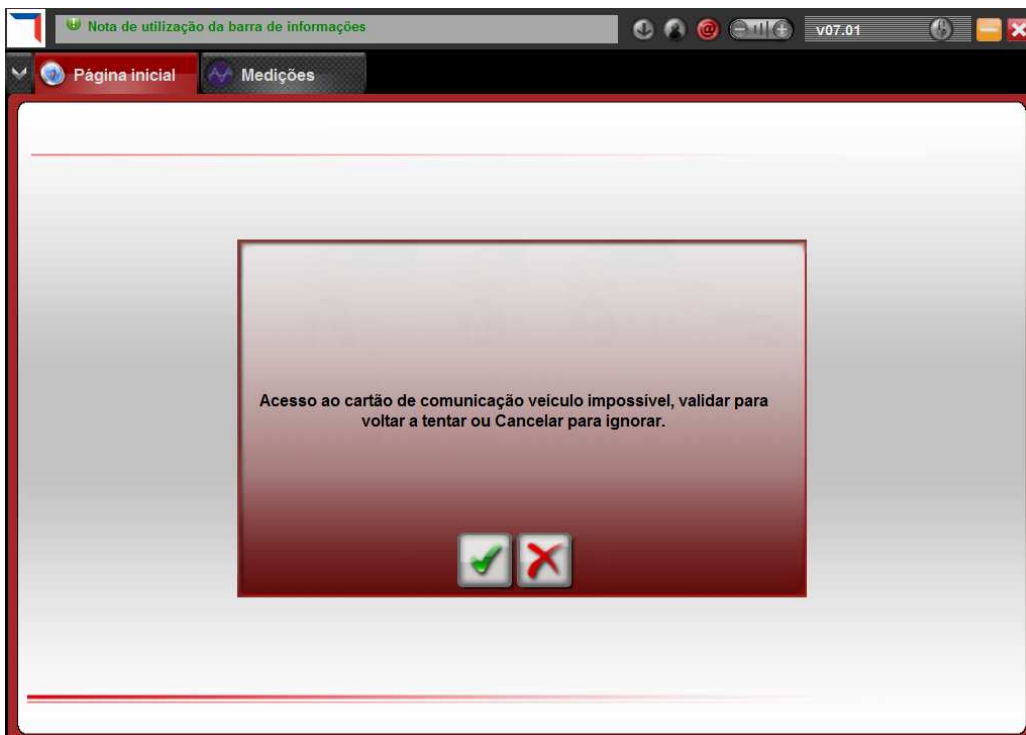 Nota de utilização da barra de informações
v07.01
Página inicial
Medições
Acesso ao cartão de comunicação veículo impossível, validar para
voltar a tentar ou Cancelar para ignorar.